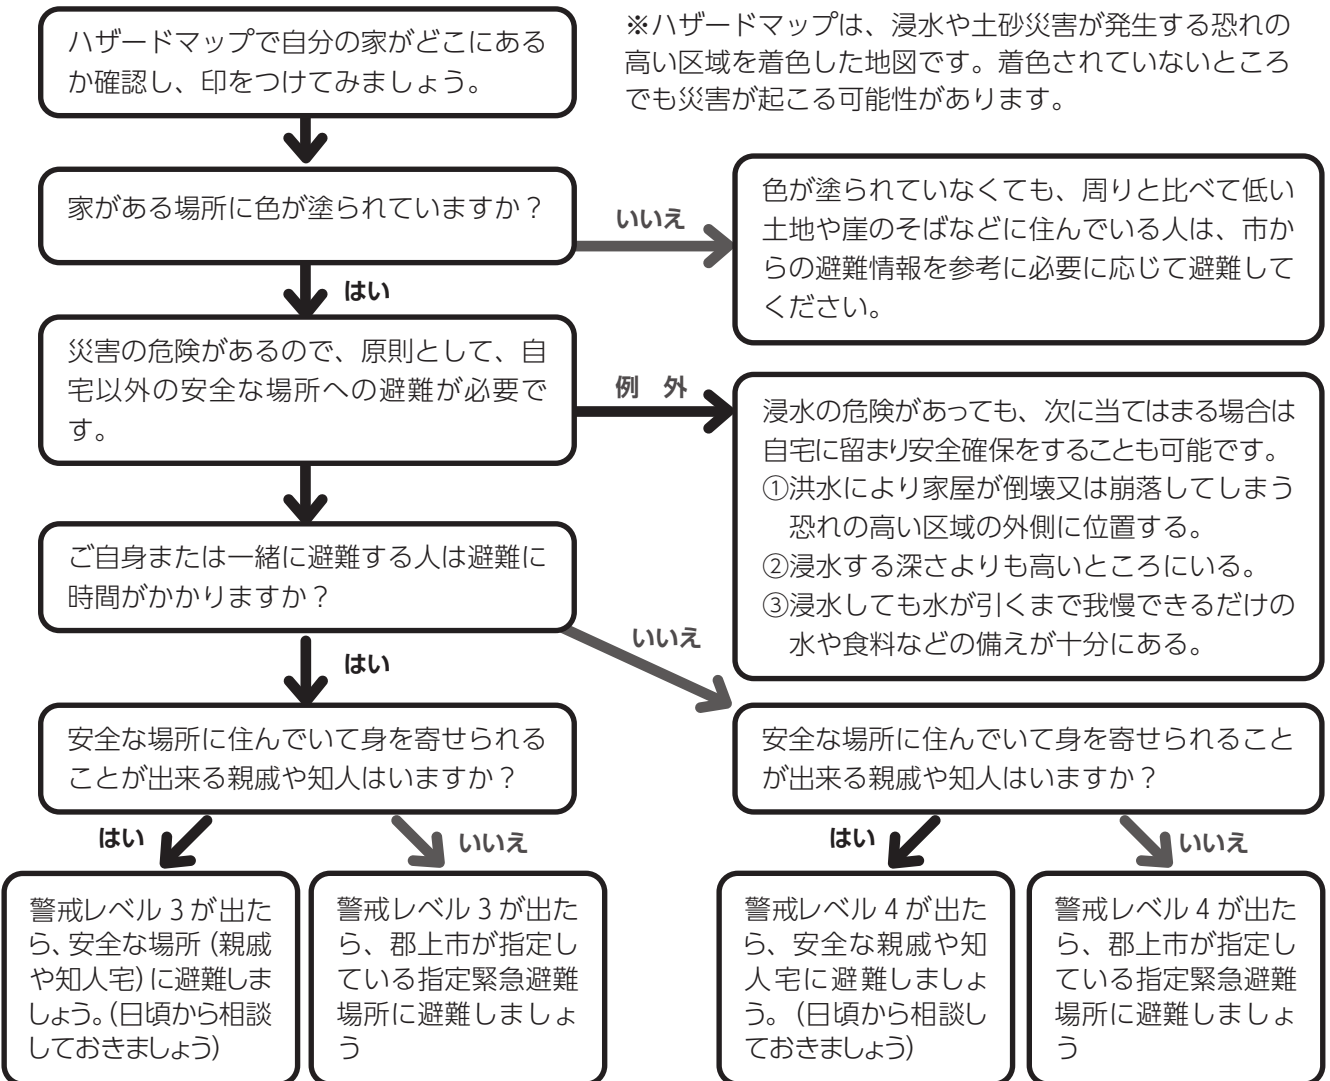 ハザードマップで自分の家がどこにある
か確認し、印をつけてみましょう。
※ハザードマップは、浸水や土砂災害が発生する恐れの
高い区域を着色した地図です。着色されていないところ
でも災害が起こる可能性があります。
家がある場所に色が塗られていますか？
いいえ
色が塗られていなくても、周りと比べて低い
土地や崖のそばなどに住んでいる人は、市か
らの避難情報を参考に必要に応じて避難して
ください。
はい
災害の危険があるので、原則として、自
宅以外の安全な場所への避難が必要で
す。
例　外
浸水の危険があっても、次に当てはまる場合は
自宅に留まり安全確保をすることも可能です。
①洪水により家屋が倒壊又は崩落してしまう
恐れの高い区域の外側に位置する。
②浸水する深さよりも高いところにいる。
③浸水しても水が引くまで我慢できるだけの
水や食料などの備えが十分にある。
ご自身または一緒に避難する人は避難に
時間がかかりますか？
はい
いいえ
安全な場所に住んでいて身を寄せられる
ことが出来る親戚や知人はいますか？
はい
いいえ
警戒レベル 3 が出た
ら、安全な場所（親戚
や知人宅）に避難しま
しょう。（日頃から相談
しておきましょう）
警戒レベル 3 が出た
ら、郡上市が指定し
ている指定緊急避難
場所に避難しましょ
う
安全な場所に住んでいて身を寄せられること
が出来る親戚や知人はいますか？
はい
いいえ
警戒レベル 4 が出た
ら、安全な親戚や知
人宅に避難しましょ
う。（日頃から相談し
ておきましょう）
警戒レベル 4 が出た
ら、郡上市が指定し
ている指定緊急避難
場所に避難しましょ
う